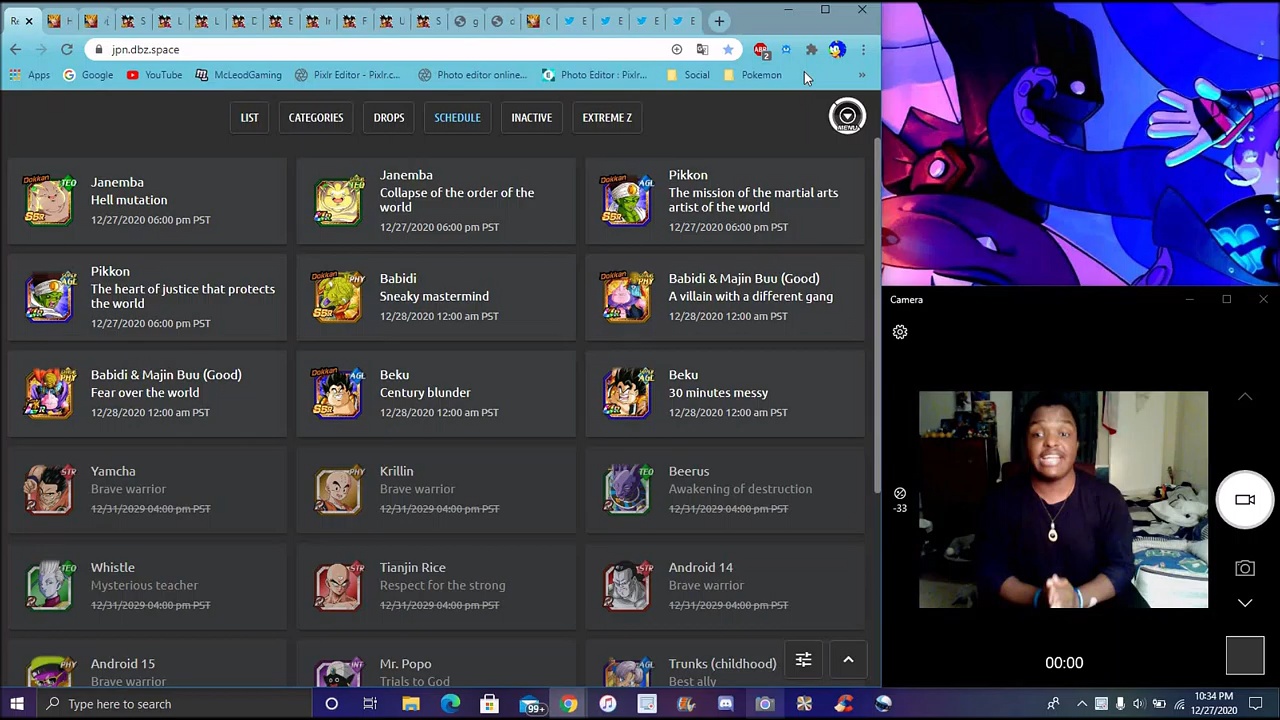 Re
H
S
L
L
D
E
Ir
F
L
S
g
d
C
E
E
E
E
jpn.dbz.space
ABP
2
Apps
Google
YouTube
McLeodGaming
Pixlr Editor - Pixlr.c...
Photo editor online...
Photo Editor : Pixlr...
Social
Pokemon
»
LIST
CATEGORIES
DROPS
SCHEDULE
INACTIVE
EXTREME Z
MENU
Janemba
Hell mutation
12/27/2020 06:00 pm PST
Janemba
Collapse of the order of the
world
12/27/2020 06:00 pm PST
Pikkon
The mission of the martial arts
artist of the world
12/27/2020 06:00 pm PST
Pikkon
The heart of justice that protects
the world
12/27/2020 06:00 pm PST
Babidi
Sneaky mastermind
12/28/2020 12:00 am PST
Babidi & Majin Buu (Good)
A villain with a different gang
12/28/2020 12:00 am PST
Babidi & Majin Buu (Good)
Fear over the world
12/28/2020 12:00 am PST
Beku
Century blunder
12/28/2020 12:00 am PST
Beku
30 minutes messy
12/28/2020 12:00 am PST
Yamcha
Brave warrior
12/31/2029 04:00 pm PST
Krillin
Brave warrior
12/31/2029 04:00 pm PST
Beerus
Awakening of destruction
12/31/2029 04:00 pm PST
Whistle
Mysterious teacher
12/31/2029 04:00 pm PST
Tianjin Rice
Respect for the strong
12/31/2029 04:00 pm PST
Android 14
Brave warrior
12/31/2029 04:00 pm PST
Android 15
Brave warrior
Mr. Popo
Trials to God
Trunks (childhood)
Best ally
Camera
-33
00:00
Type here to search
99+
10:34 PM
12/27/2020